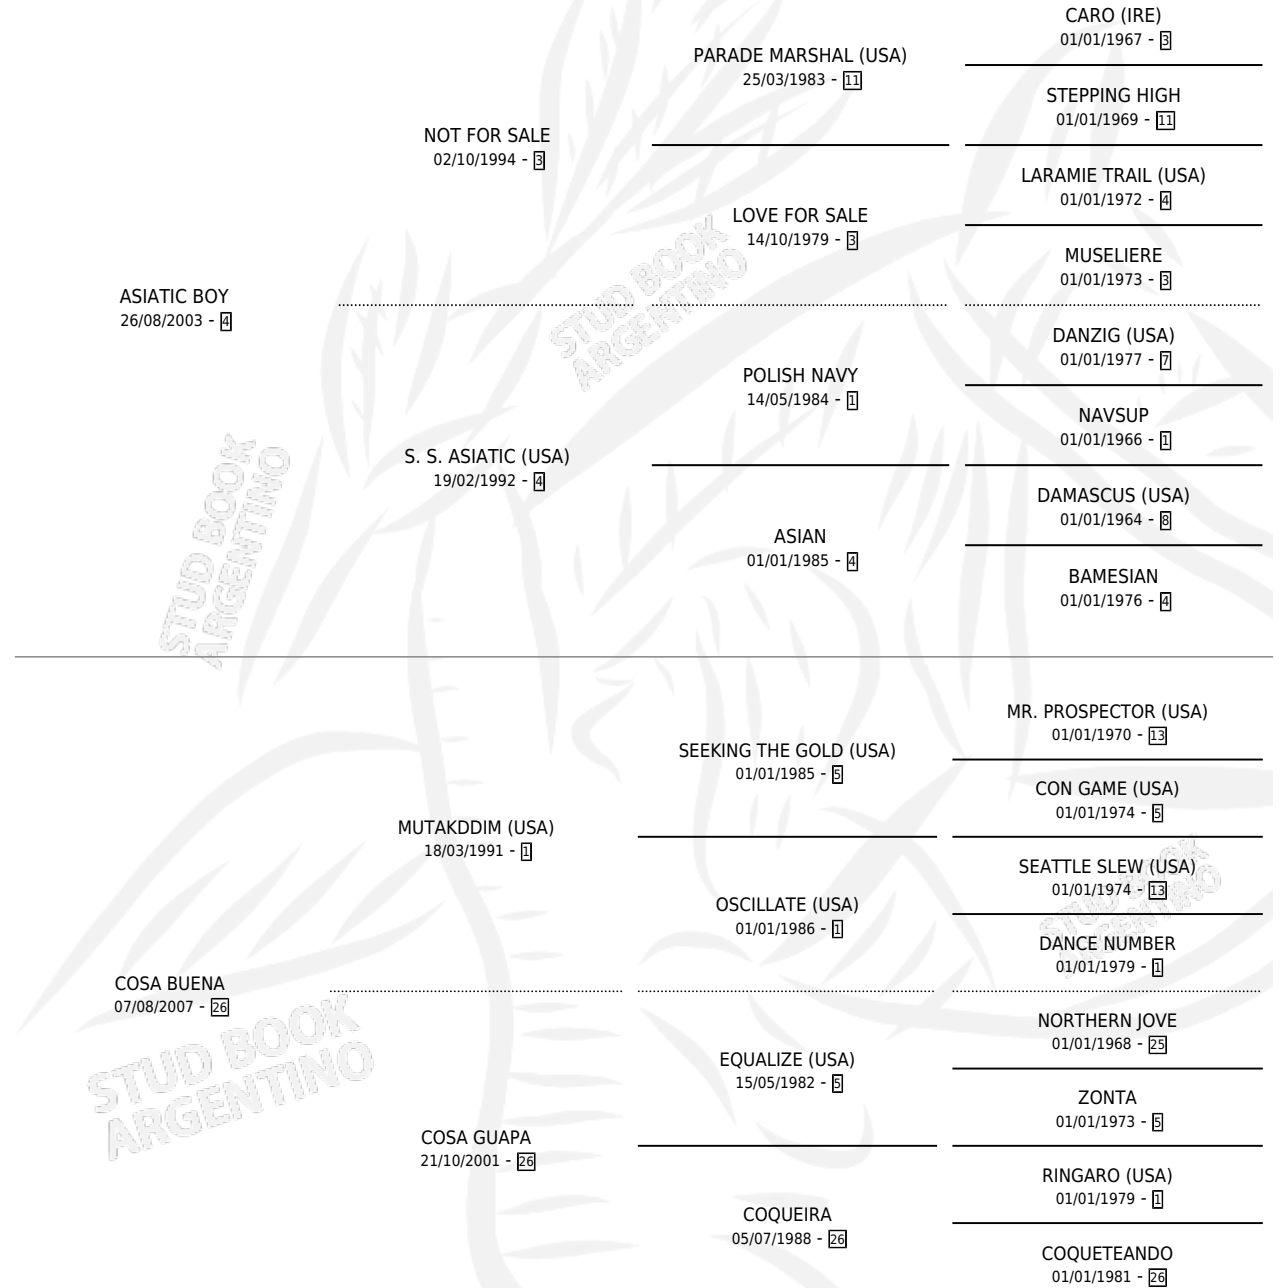 CARO (IRE)
01/01/1967 - 3
PARADE MARSHAL (USA)
25/03/1983 - 11
STEPPING HIGH
01/01/1969 - 11
NOT FOR SALE
02/10/1994 - 3
LARAMIE TRAIL (USA)
01/01/1972 - 4
LOVE FOR SALE
14/10/1979 - 3
MUSELIERE
01/01/1973 - 3
ASIATIC BOY
26/08/2003 - 4
STUD BOOK
ARGENTINO
DANZIG (USA)
01/01/1977 - 7
POLISH NAVY
14/05/1984 - 1
NAVSUP
01/01/1966 - 1
S. S. ASIATIC (USA)
19/02/1992 - 4
DAMASCUS (USA)
01/01/1964 - 8
ASIAN
01/01/1985 - 4
BAMESIAN
01/01/1976 - 4
STUD BOOK
ARGENTINO
MR. PROSPECTOR (USA)
01/01/1970 - 13
SEEKING THE GOLD (USA)
01/01/1985 - 5
CON GAME (USA)
01/01/1974 - 5
MUTAKDDIM (USA)
18/03/1991 - 1
SEATTLE SLEW (USA)
01/01/1974 - 13
OSCILLATE (USA)
01/01/1986 - 1
STUD BOOK
ARGENTINO
DANCE NUMBER
01/01/1979 - 1
COSA BUENA
07/08/2007 - 26
NORTHERN JOVE
01/01/1968 - 25
EQUALIZE (USA)
15/05/1982 - 5
ZONTA
01/01/1973 - 5
STUD BOOK
ARGENTINO
COSA GUAPA
21/10/2001 - 26
RINGARO (USA)
01/01/1979 - 1
COQUEIRA
05/07/1988 - 26
COQUETEANDO
01/01/1981 - 26